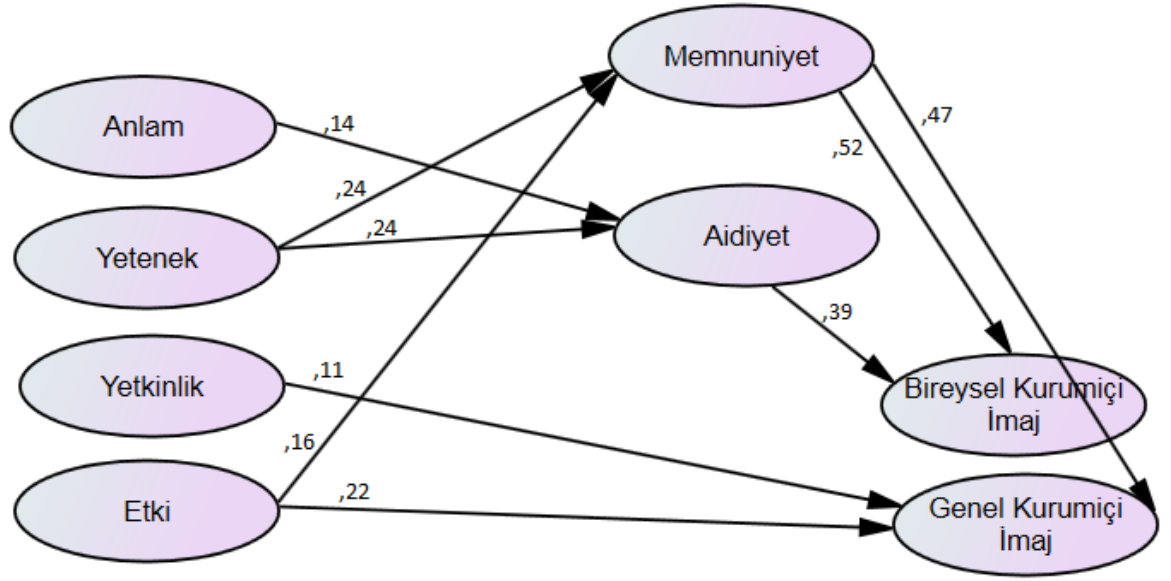 Memnuniyet
Anlam
,14
,47
,52
,24
,24
Yetenek
Aidiyet
,39
Yetkinlik
,11
Bireysel Kurumiçi
İmaj
,16
,22
Etki
Genel Kurumiçi
İmaj